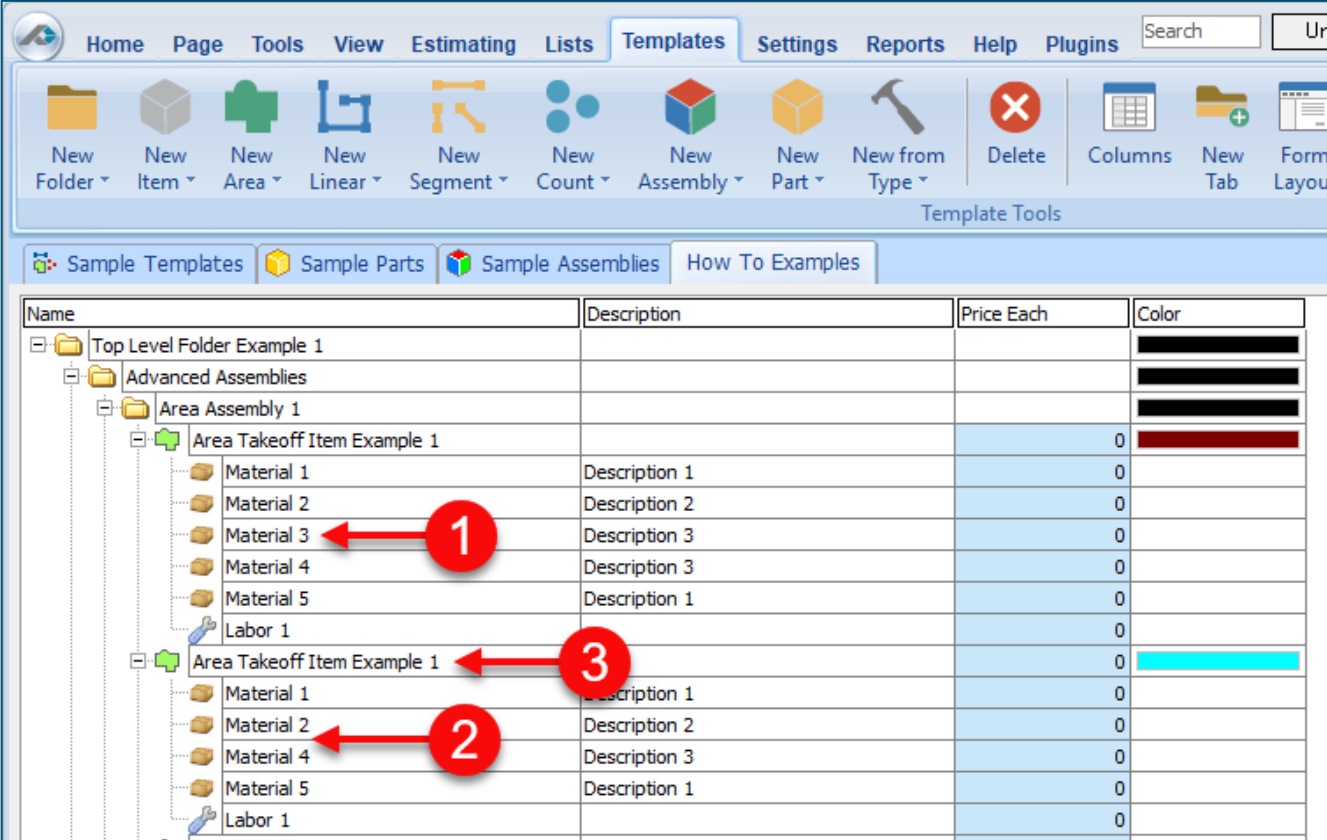 Home Page Tools View Estimating Lists Templates Settings Reports Help Plugins Search
New Folder
New Item
New Area
New Linear
New Segment
New Count
New Assembly
New Part
New from Type
Delete
Columns
New Tab
Template Tools
Sample Templates Sample Parts Sample Assemblies How To Examples
Name Description Price Each Color
Top Level Folder Example 1
Advanced Assemblies
Area Assembly 1
Area Takeoff Item Example 1 0
Material 1 Description 1 0
Material 2 Description 2 0
Material 3 1 Description 3 0
Material 4 Description 3 0
Material 5 Description 1 0
Labor 1 0
Area Takeoff Item Example 1 3 0
Material 1 Description 1 0
Material 2 Description 2 0
2
Material 4 Description 3 0
Material 5 Description 1 0
Labor 1 0